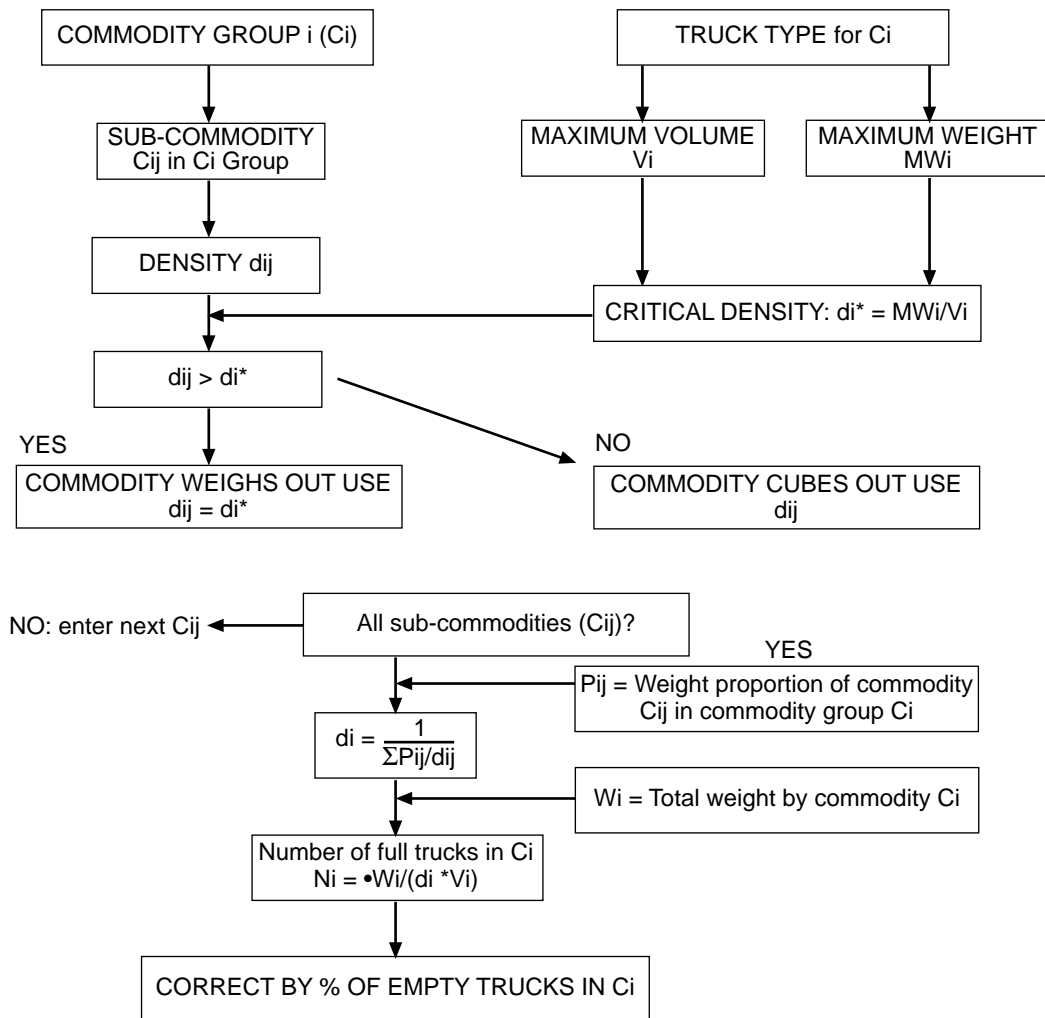 COMMODITY GROUP i (Ci)
TRUCK TYPE for Ci
SUB-COMMODITY
Cij in Ci Group
MAXIMUM VOLUME
Vi
MAXIMUM WEIGHT
MWi
DENSITY dij
CRITICAL DENSITY: di* = MWi/Vi
dij > di*
YES
NO
COMMODITY WEIGHS OUT USE
dij = di*
COMMODITY CUBES OUT USE
dij
All sub-commodities (Cij)?
NO: enter next Cij
YES
Pij = Weight proportion of commodity
Cij in commodity group Ci
di = 1
ΣPij/dij
Wi = Total weight by commodity Ci
Number of full trucks in Ci
Ni = •Wi/(di *Vi)
CORRECT BY % OF EMPTY TRUCKS IN Ci